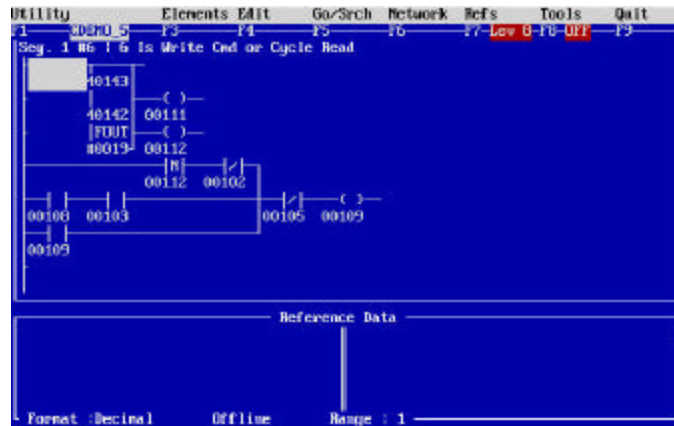 Utility Elements Edit Go/Srch Network Refs Tools Quit
F1 CDEMO_5 F3 F4 F5 F6 F7-Lev 8-F8-OFF-F9
Seg. 1 #6 / 6 Is Write Cmd or Cycle Read
40143
( )
40142 00111
FOUT ( )
#0019 00112
N /
00112 00102
/ ( )
00108 00103 00105 00109
00109
Reference Data
Format :Decimal Offline Range : 1